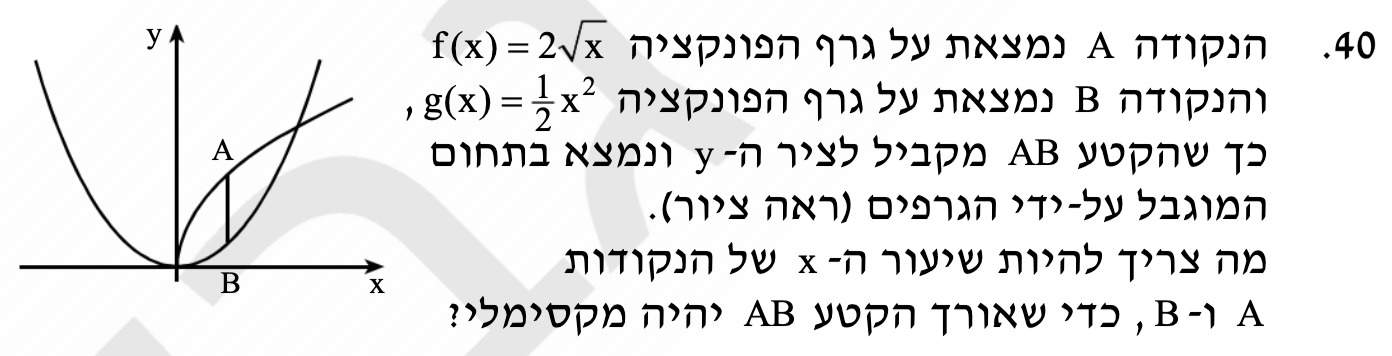 40. הנקודה A נמצאת על גרף הפונקציה f(x) = 2√x
והנקודה B נמצאת על גרף הפונקציה g(x) = ½x² ,
כך שהקטע AB מקביל לציר ה- y ונמצא בתחום
המוגבל על-ידי הגרפים (ראה ציור).
מה צריך להיות שיעור ה- x של הנקודות
A ו- B , כדי שאורך הקטע AB יהיה מקסימלי?
y
A
B
x